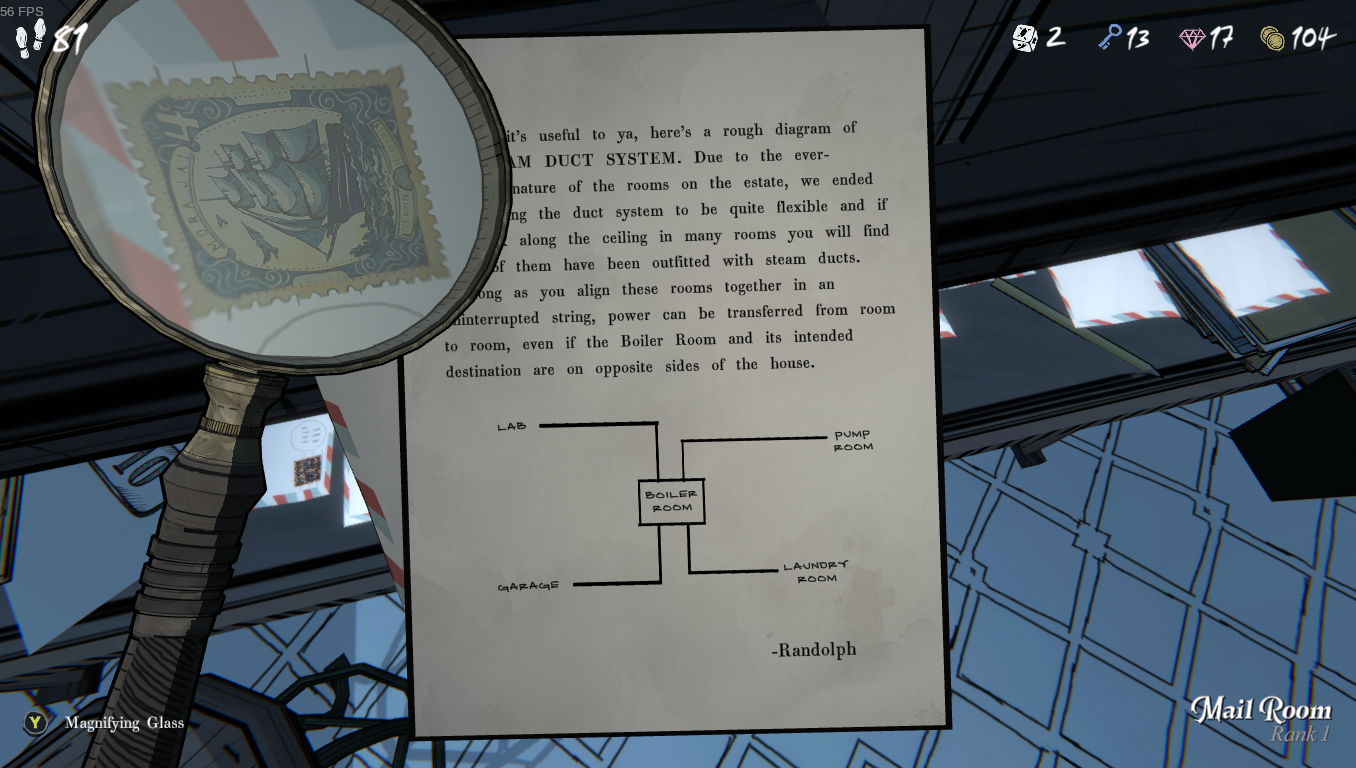 56 FPS
81
2
13
17
104
4
MORA
it's useful to ya, here's a rough diagram of
AM DUCT SYSTEM. Due to the ever-
nature of the rooms on the estate, we ended
ng the duct system to be quite flexible and if
along the ceiling in many rooms you will find
of them have been outfitted with steam ducts.
ong as you align these rooms together in an
ninterrupted string, power can be transferred from room
to room, even if the Boiler Room and its intended
destination are on opposite sides of the house.
LAB
PUMP
ROOM
BOILER
ROOM
GARAGE
LAUNDRY
ROOM
-Randolph
Y Magnifying Glass
Mail Room
Rank 1